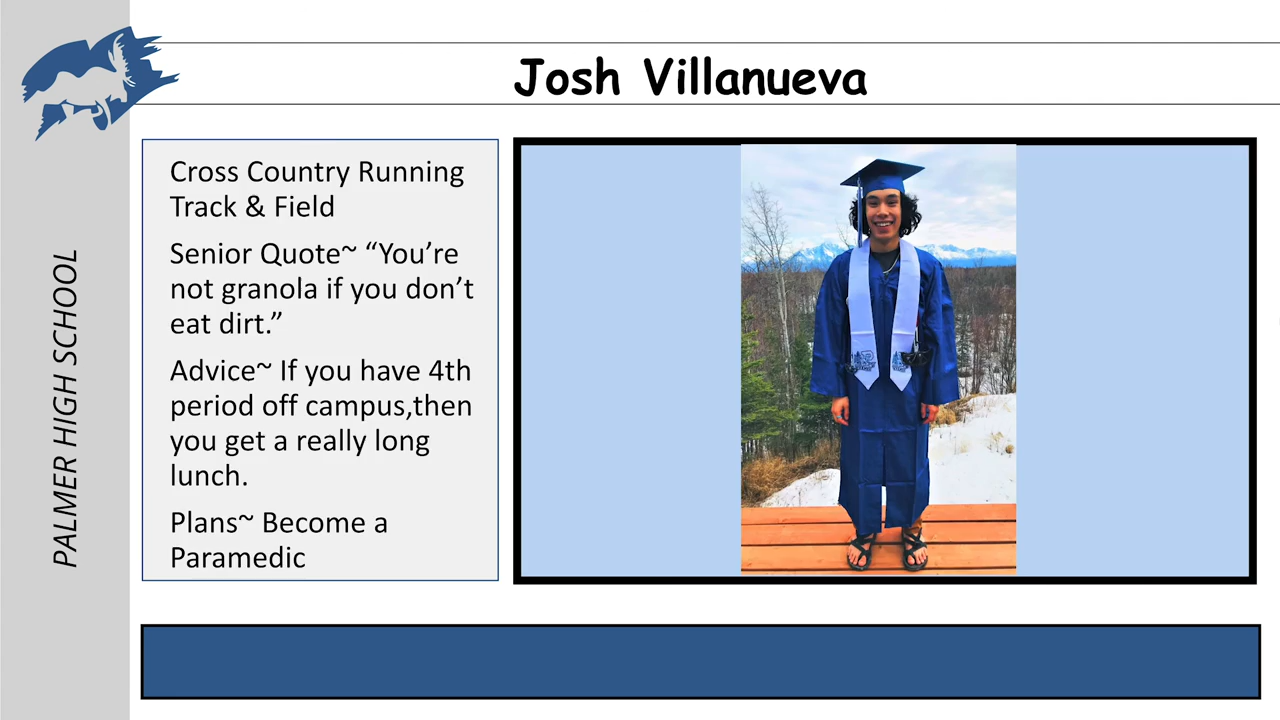 Josh Villanueva
PALMER HIGH SCHOOL
Cross Country Running
Track & Field
Senior Quote~ “You’re
not granola if you don’t
eat dirt.”
Advice~ If you have 4th
period off campus,then
you get a really long
lunch.
Plans~ Become a
Paramedic